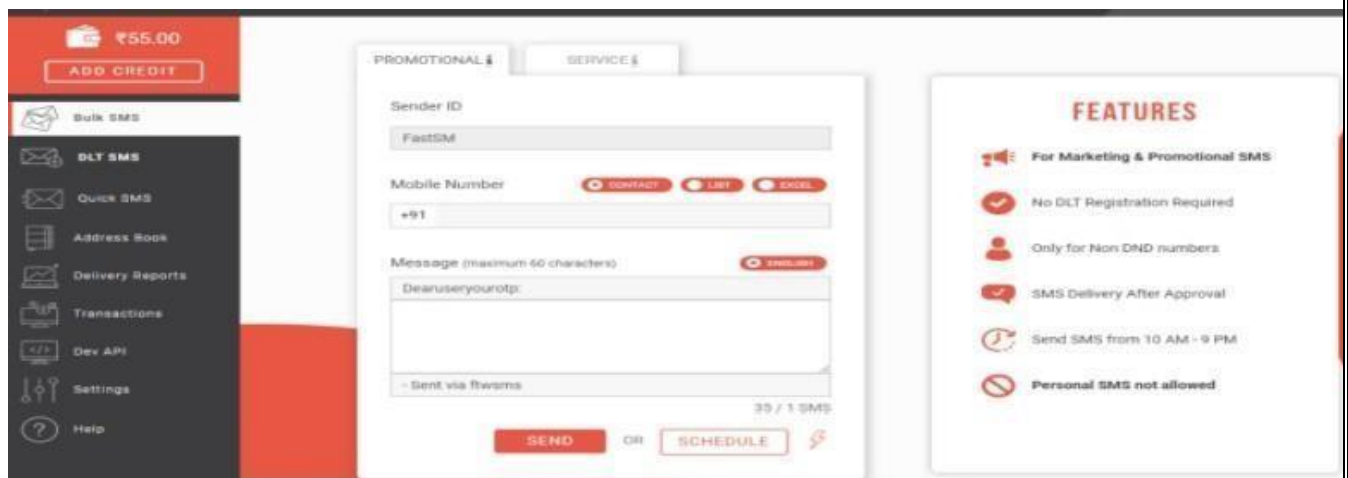 ₹55.00
ADD CREDIT
Bulk SMS
DLT SMS
Quick SMS
Address Book
Delivery Reports
Transactions
Dev API
Settings
Help
PROMOTIONAL
SERVICE
Sender ID
FastSM
Mobile Number
CONTACT
LIST
EXCEL
+91
Message (maximum 60 characters)
ENGLISH
Dearuseryourotp:
- Sent via ftwsms
35 / 1 SMS
SEND
OR
SCHEDULE
FEATURES
For Marketing & Promotional SMS
No DLT Registration Required
Only for Non DND numbers
SMS Delivery After Approval
Send SMS from 10 AM - 9 PM
Personal SMS not allowed